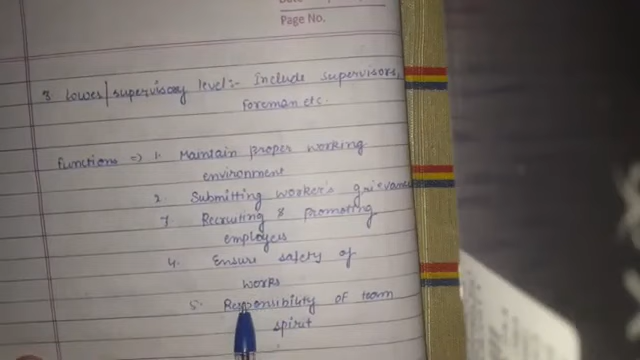 Page No.
3 Lower/supervisory level:- Include supervisors,
foreman etc.
functions => 1. Maintain proper working
environment
2. Submitting worker's grievance
3. Recruiting & promoting
employees
4. Ensure safety of
works
5. Responsibility of team
spirit